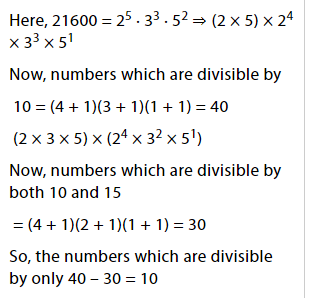 Here, 21600 = 2⁵ · 3³ · 5² ⇒ (2 × 5) × 2⁴
× 3³ × 5¹
Now, numbers which are divisible by
10 = (4 + 1)(3 + 1)(1 + 1) = 40
(2 × 3 × 5) × (2⁴ × 3² × 5¹)
Now, numbers which are divisible by
both 10 and 15
= (4 + 1)(2 + 1)(1 + 1) = 30
So, the numbers which are divisible
by only 40 – 30 = 10